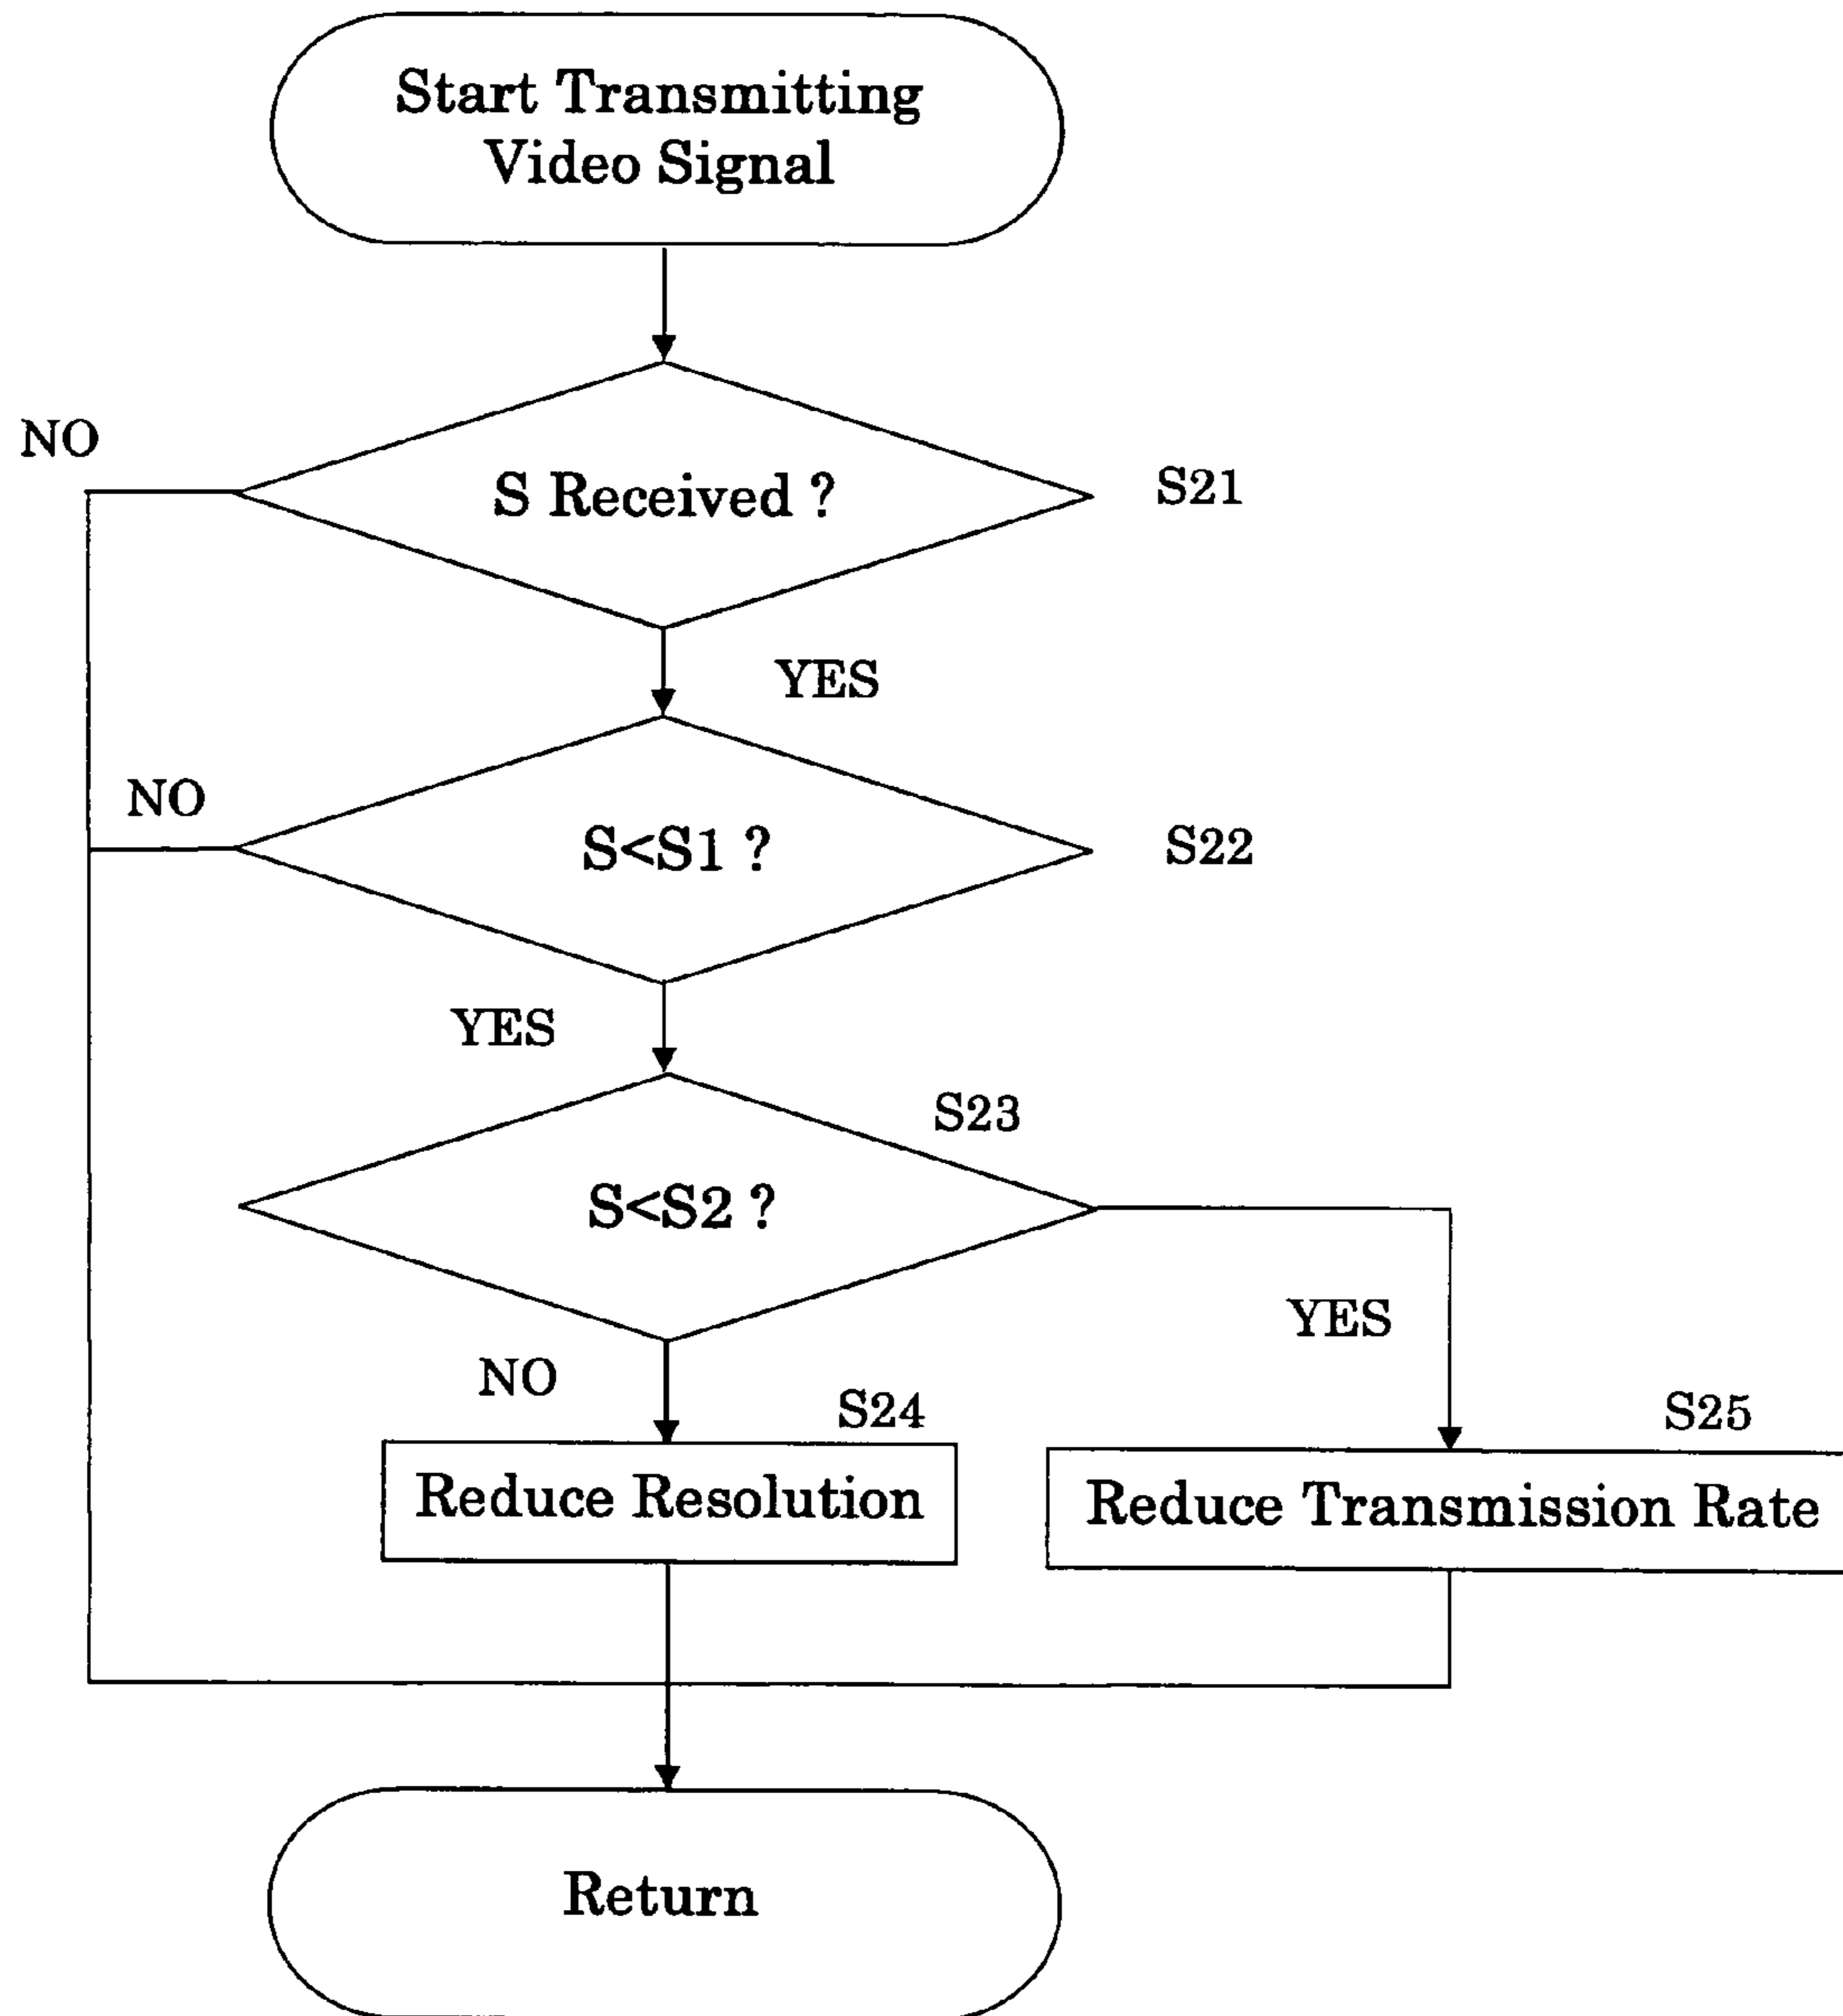 Start Transmitting
Video Signal
NO
S Received ?
S21
YES
NO
S<S1 ?
S22
YES
S23
S<S2 ?
YES
NO
S24
S25
Reduce Resolution
Reduce Transmission Rate
Return